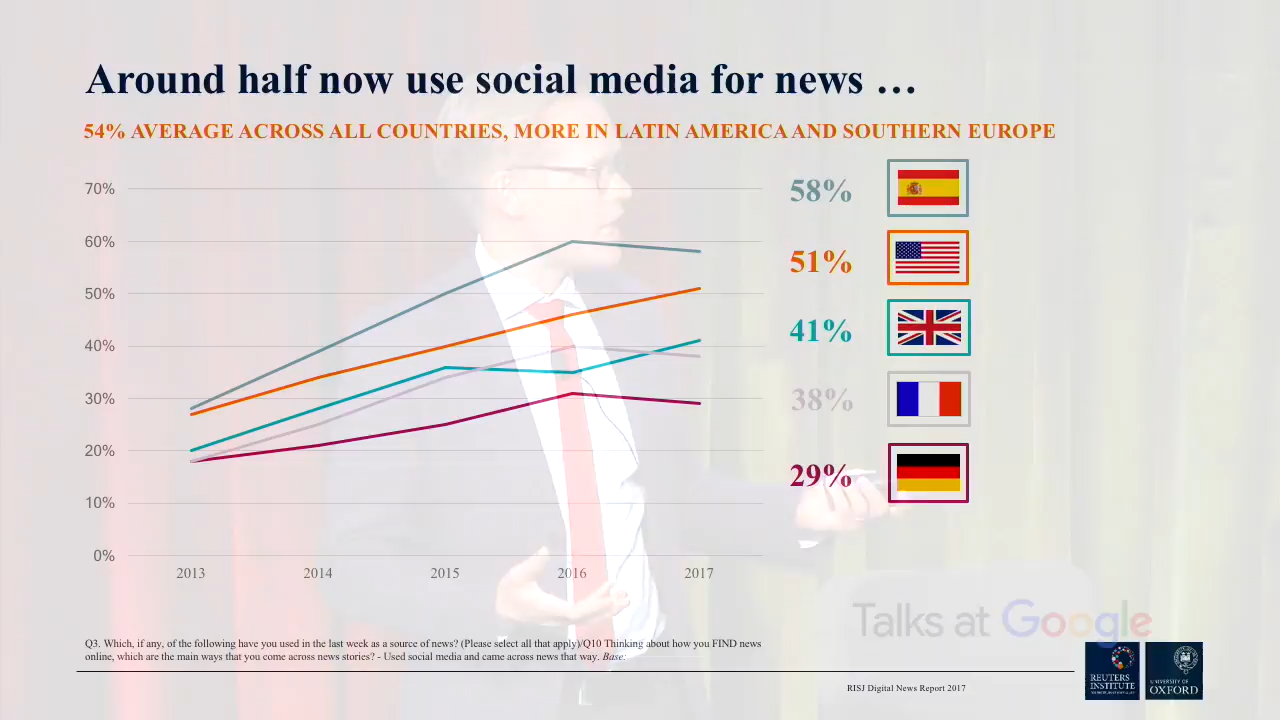 Around half now use social media for news …
54% AVERAGE ACROSS ALL COUNTRIES, MORE IN LATIN AMERICA AND SOUTHERN EUROPE
70%
60%
50%
40%
30%
20%
10%
0%
2013 2014 2015 2016 2017
58%
51%
41%
38%
29%
Talks at Google
Q3. Which, if any, of the following have you used in the last week as a source of news? (Please select all that apply)/Q10 Thinking about how you FIND news
online, which are the main ways that you come across news stories? - Used social media and came across news that way. Base:
RISJ Digital News Report 2017
REUTERS
INSTITUTE
UNIVERSITY OF
OXFORD